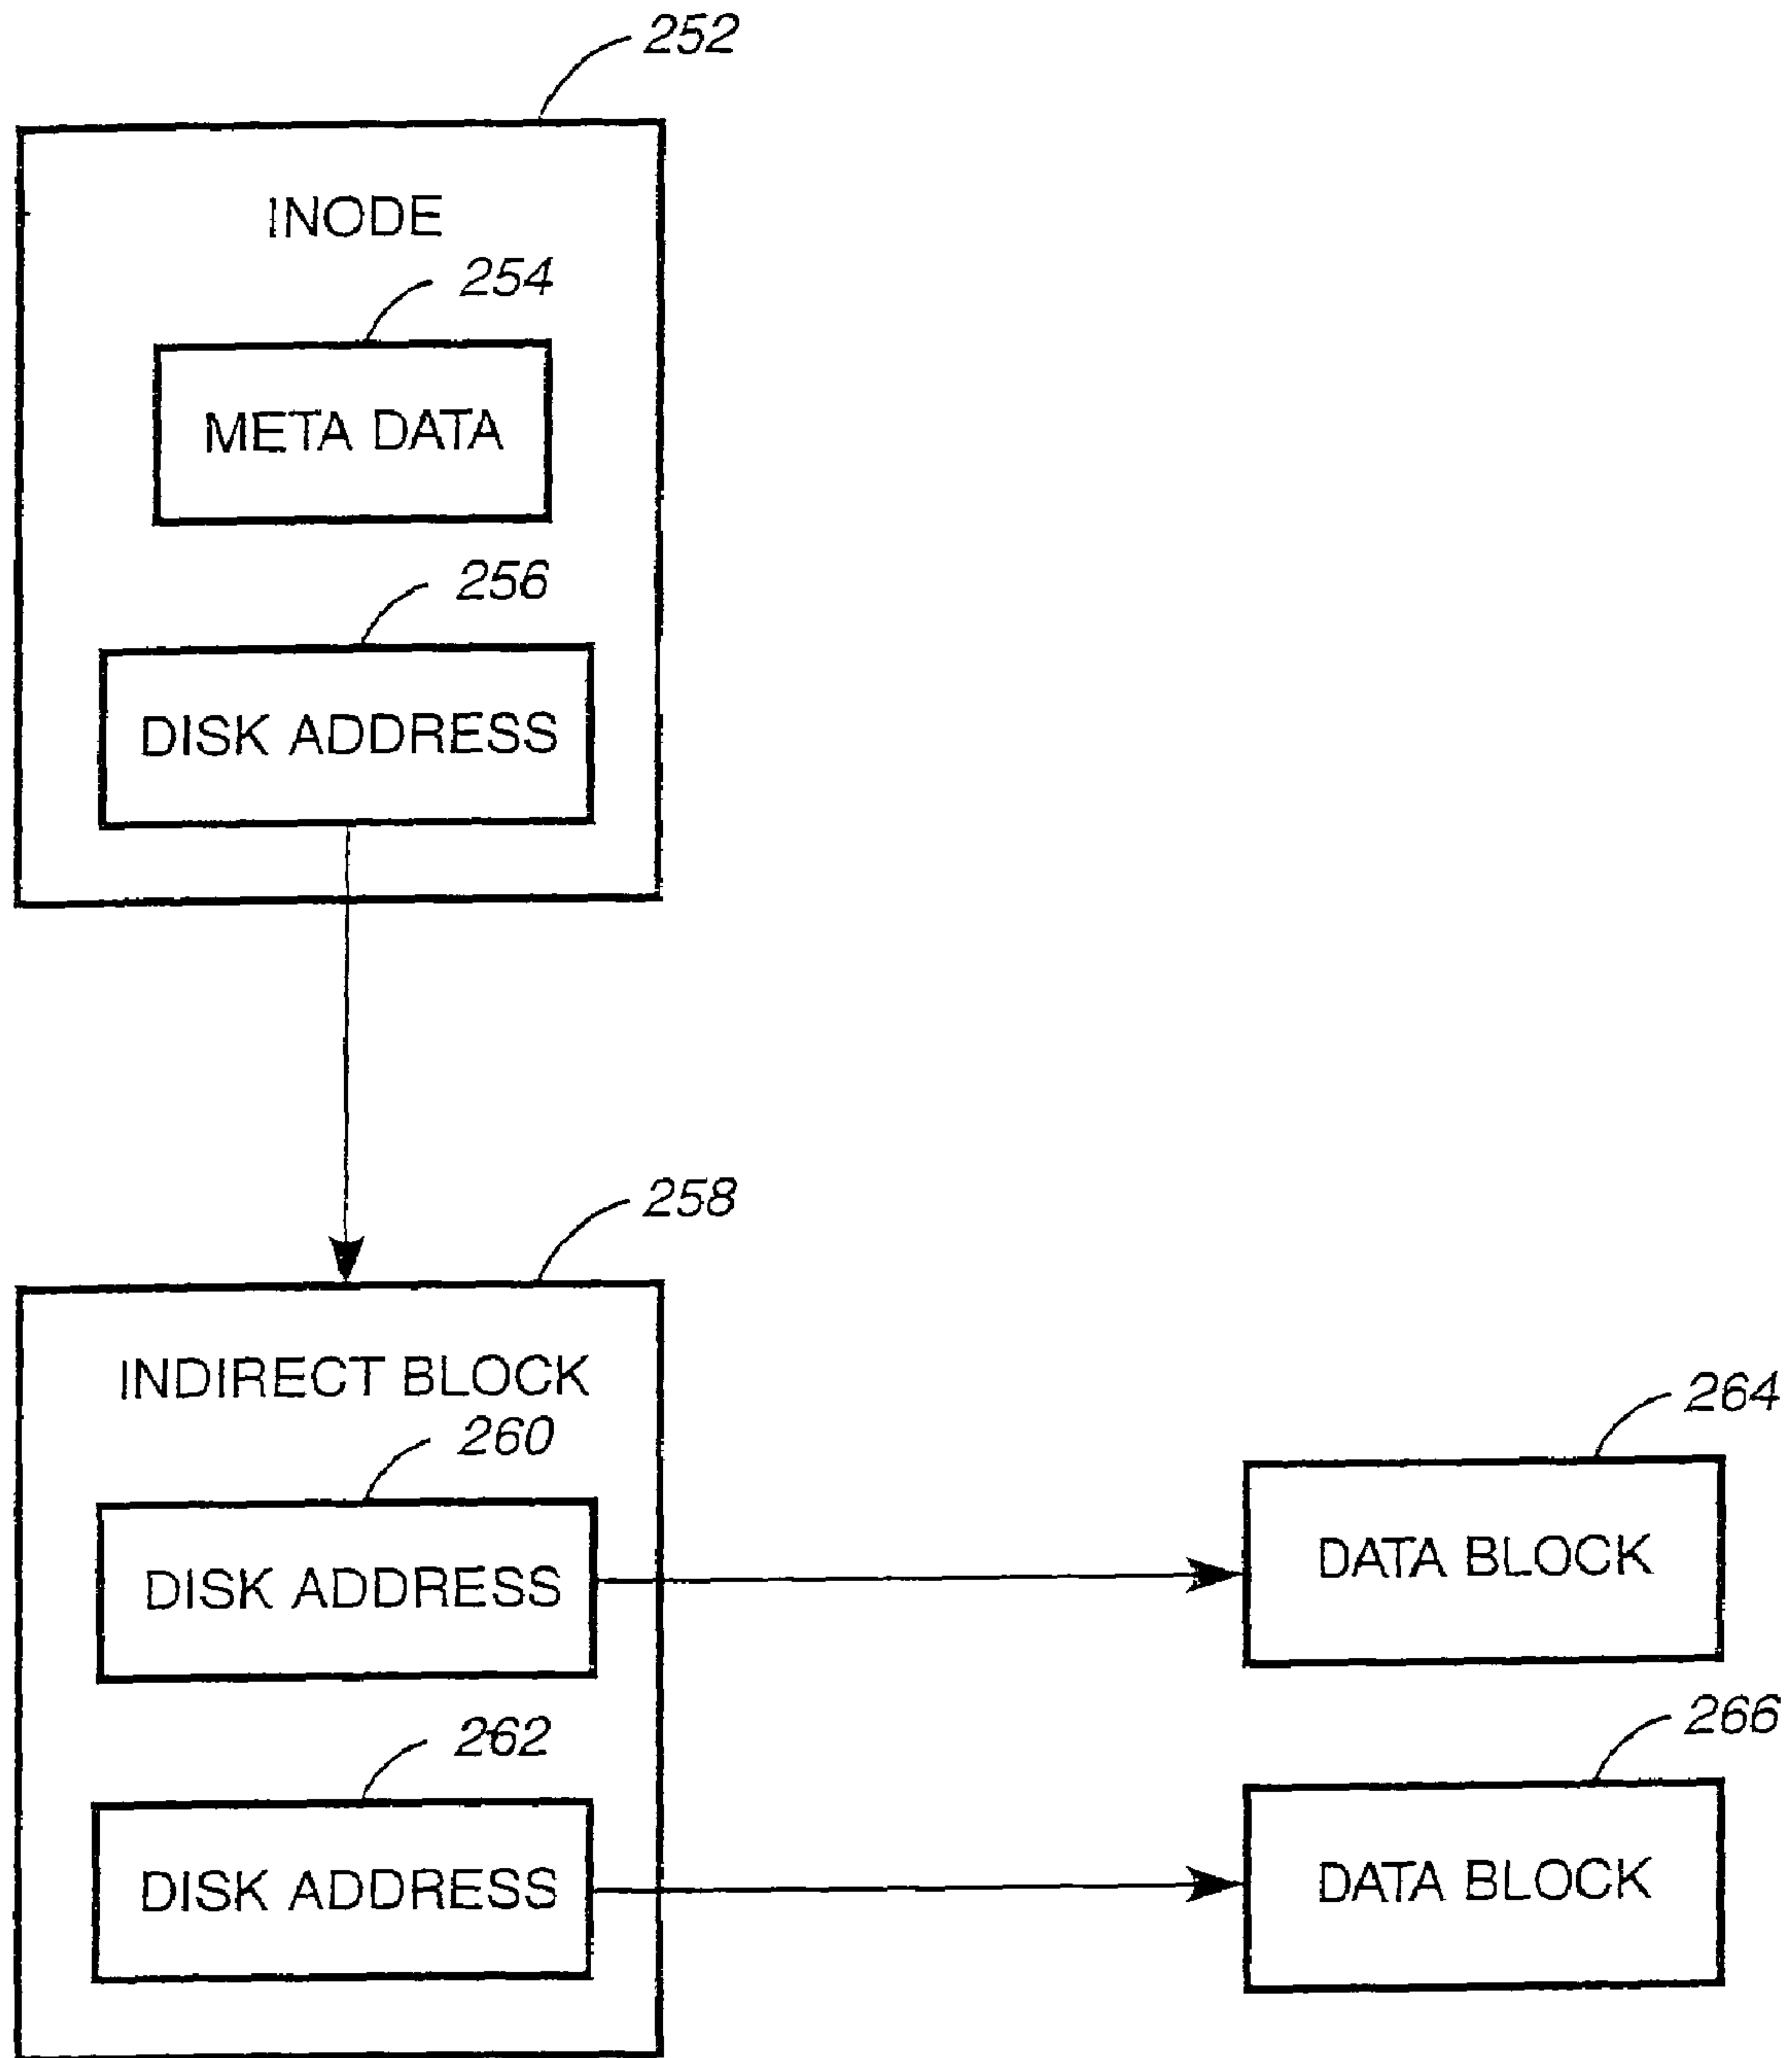 252
INODE
254
META DATA
256
DISK ADDRESS
258
INDIRECT BLOCK
260
DISK ADDRESS
264
DATA BLOCK
262
DISK ADDRESS
266
DATA BLOCK